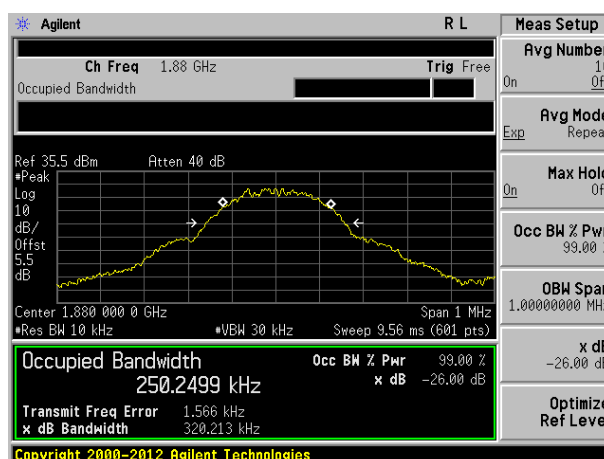 Agilent R L
Ch Freq 1.88 GHz Trig Free
Occupied Bandwidth
Ref 35.5 dBm Atten 40 dB
#Peak
Log
10
dB/
Offst
5.5
dB
Center 1.880 000 0 GHz Span 1 MHz
#Res BW 10 kHz #VBW 30 kHz Sweep 9.56 ms (601 pts)
Occupied Bandwidth Occ BW % Pwr 99.00 %
250.2499 kHz x dB -26.00 dB
Transmit Freq Error 1.566 kHz
x dB Bandwidth 320.213 kHz
Copyright 2000-2012 Agilent Technologies
Meas Setup
Avg Number
10
On Of
Avg Mode
Exp Repea
Max Hold
On Of
Occ BW % Pwr
99.00
OBW Span
1.00000000 MH
x dB
-26.00 d
Optimize
Ref Level